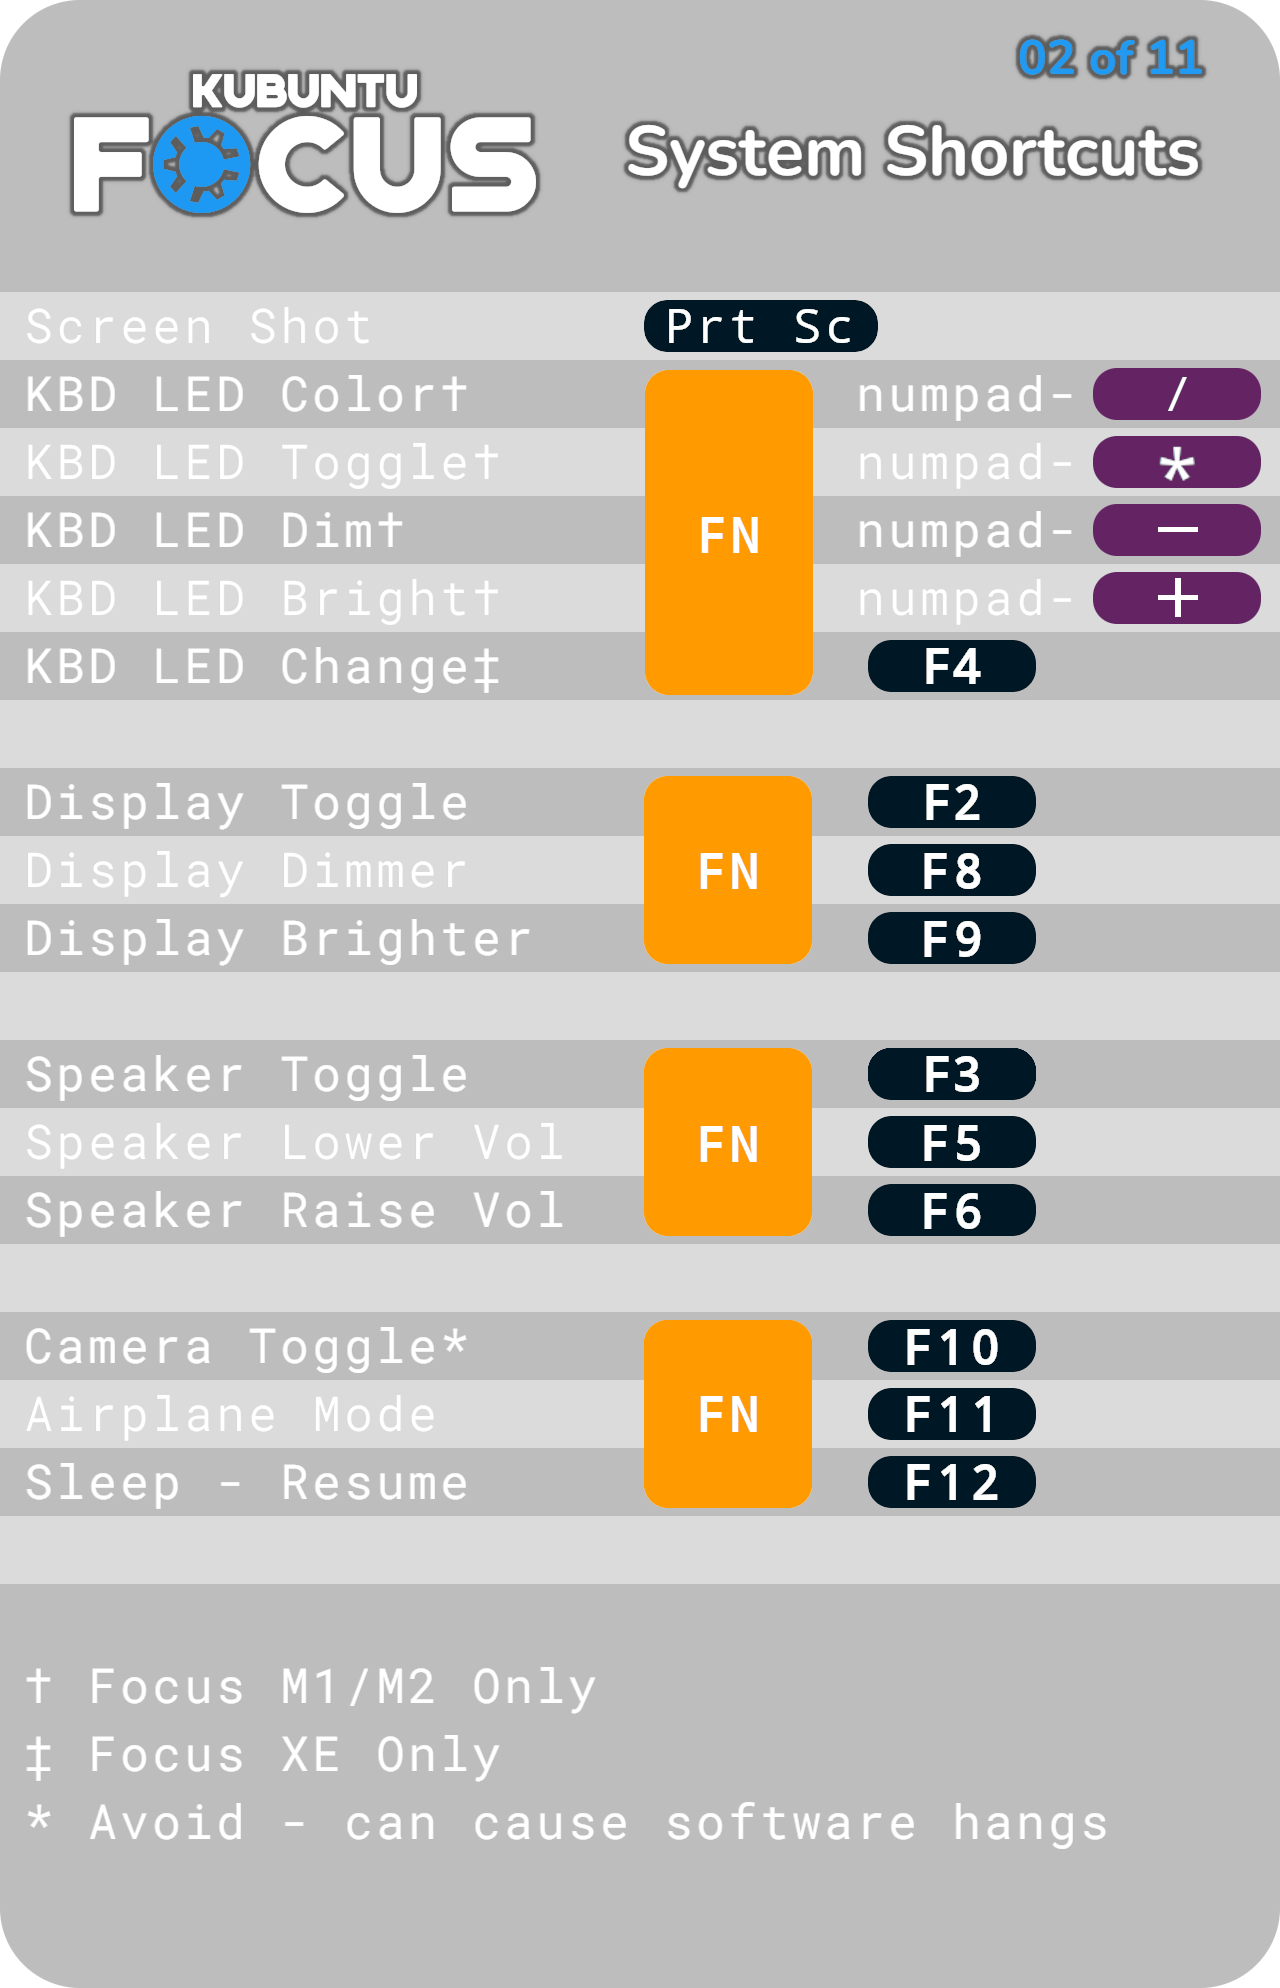 02 of 11
KUBUNTU
FOCUS
System Shortcuts
Screen Shot Prt Sc
KBD LED Color† numpad- /
KBD LED Toggle† numpad- *
KBD LED Dim† FN numpad- −
KBD LED Bright† numpad- +
KBD LED Change‡ F4
Display Toggle F2
Display Dimmer FN F8
Display Brighter F9
Speaker Toggle F3
Speaker Lower Vol FN F5
Speaker Raise Vol F6
Camera Toggle* F10
Airplane Mode FN F11
Sleep - Resume F12
† Focus M1/M2 Only
‡ Focus XE Only
* Avoid - can cause software hangs